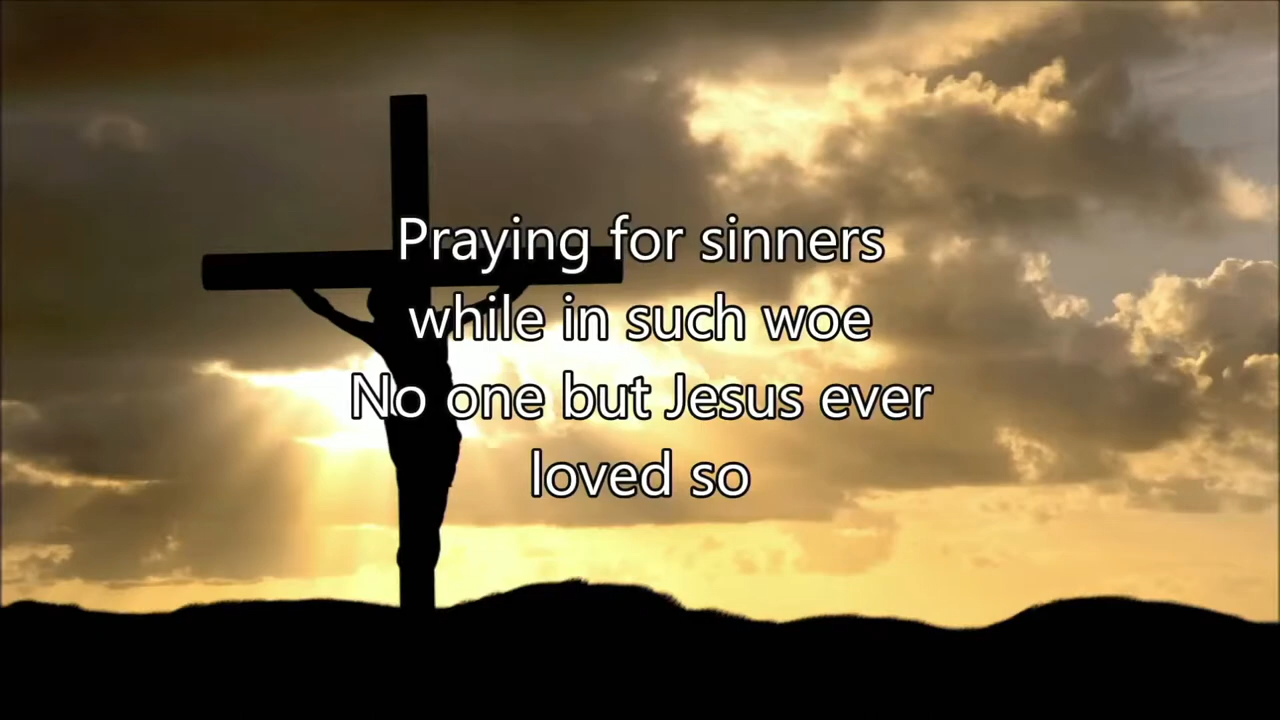 Praying for sinners
while in such woe
No one but Jesus ever
loved so